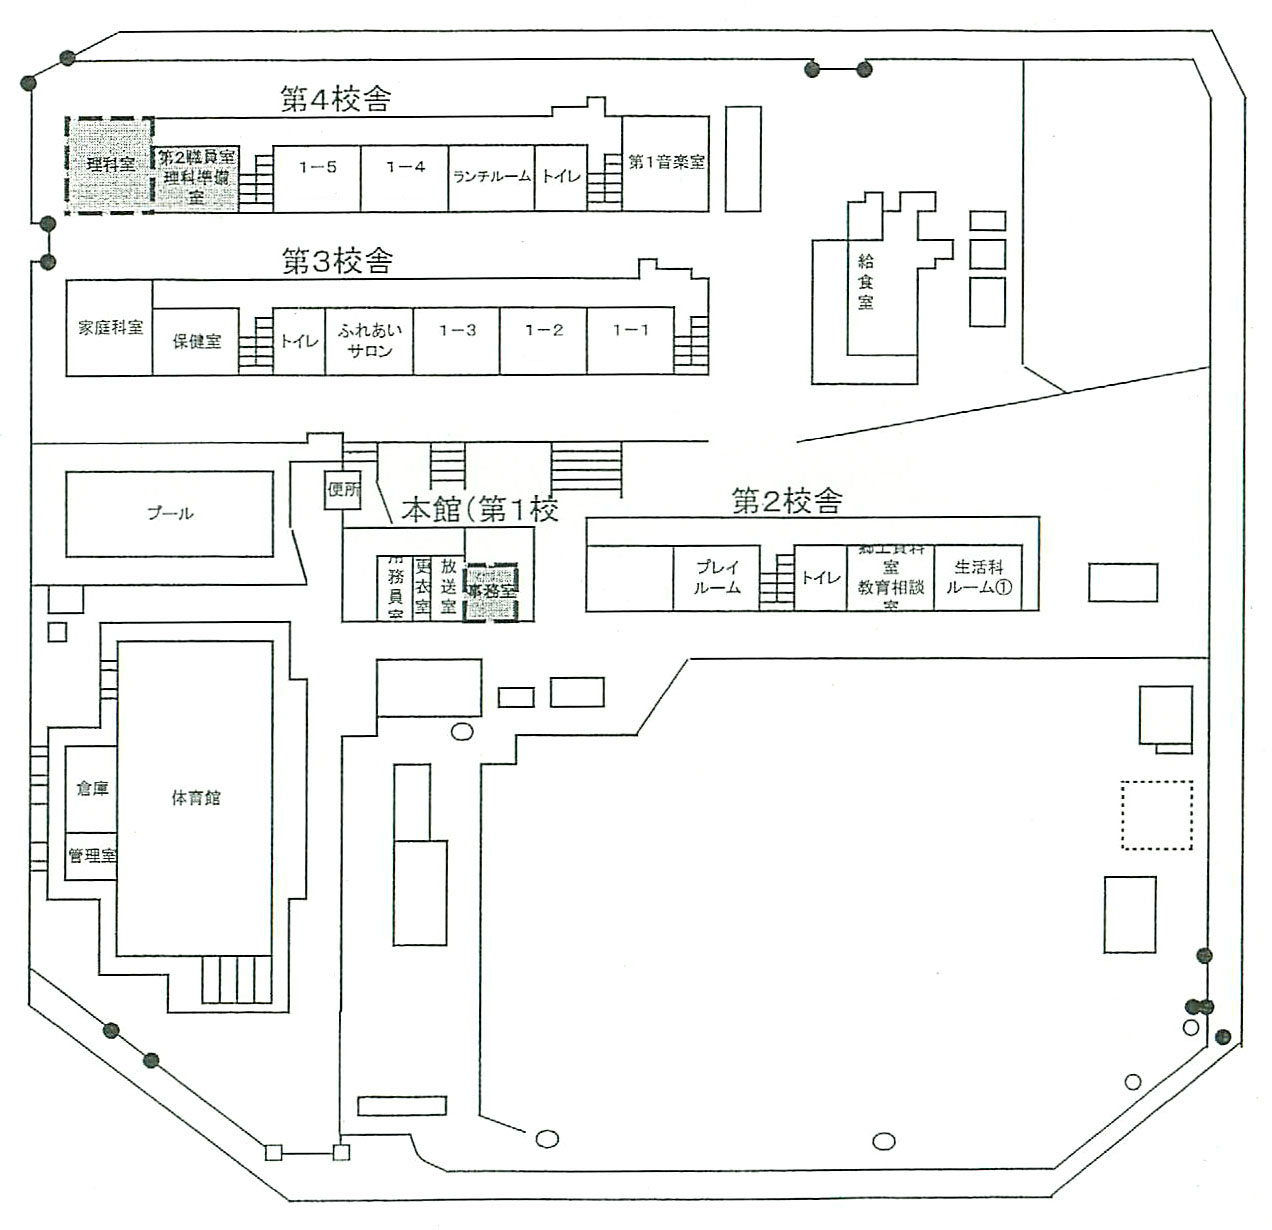 第4校舎
理科室
第2職員室
理科準備
室
1－5
1－4
ランチルーム
トイレ
第1音楽室
第3校舎
給
食
室
家庭科室
保健室
トイレ
ふれあい
サロン
1－3
1－2
1－1
プール
便所
本館（第1校
第2校舎
用
務
員
室
更
衣
室
放
送
室
事務室
プレイ
ルーム
トイレ
郷土資料
室
教育相談
室
生活科
ルーム①
倉庫
体育館
管理室